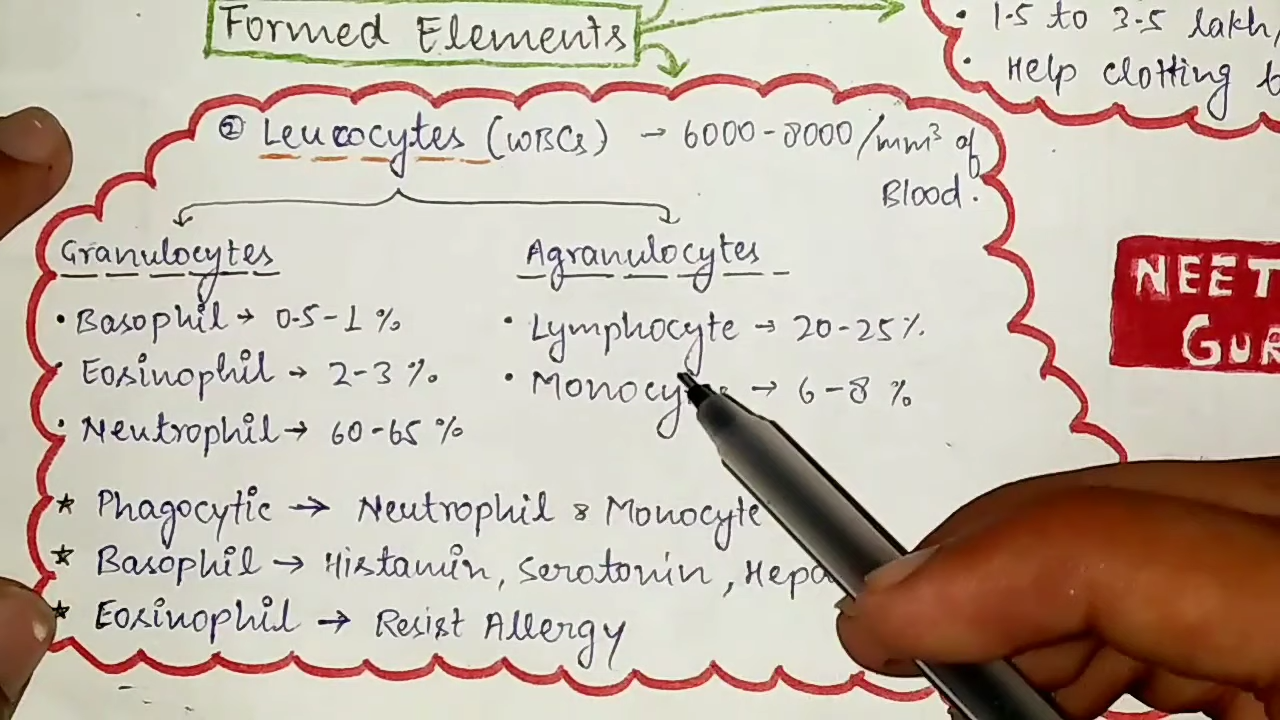 Formed Elements
• 1.5 to 3.5 lakh/
• Help clotting
② Leucocytes (WBCs) → 6000-8000/mm³ of
Blood.
Granulocytes
• Basophil → 0.5-1 %
• Eosinophil → 2-3 %
• Neutrophil → 60-65 %
Agranulocytes
• Lymphocyte → 20-25%
• → 6-8 %
★ Phagocytic → Neutrophil & Monocyte
★ Basophil → Histamin, Serotonin,
★ Eosinophil → Resist Allergy
NEET